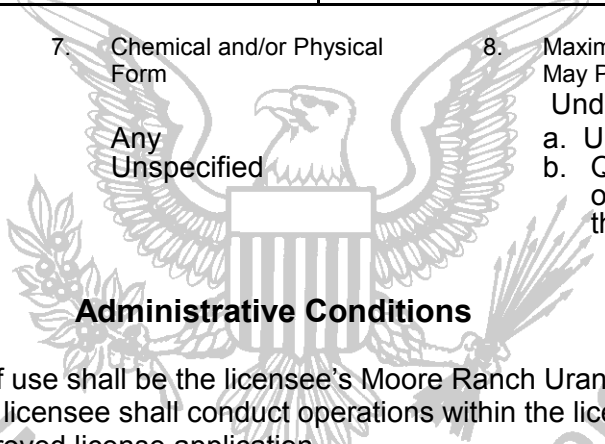 7. Chemical and/or Physical Form
8. Maxim
May P
Und
Any
Unspecified
a. U
b. Q
o
th
Administrative Conditions
f use shall be the licensee's Moore Ranch Uran
licensee shall conduct operations within the lice
roved license application